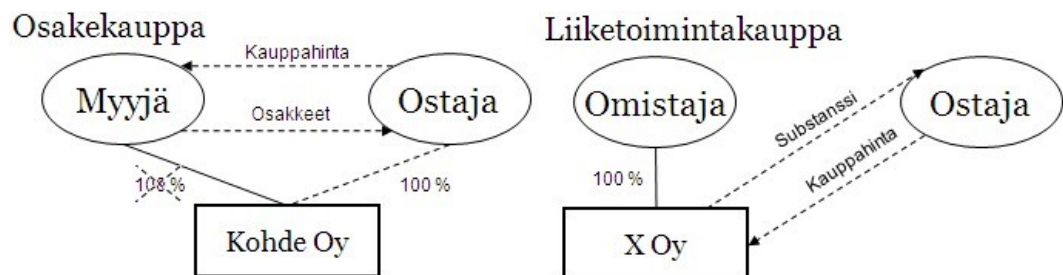 Osakekauppa
Kauppahinta
Myyjä
Ostaja
Osakkeet
100 %
100 %
Kohde Oy
Liiketoimintakauppa
Omistaja
Ostaja
Substanssi
Kauppahinta
100 %
X Oy